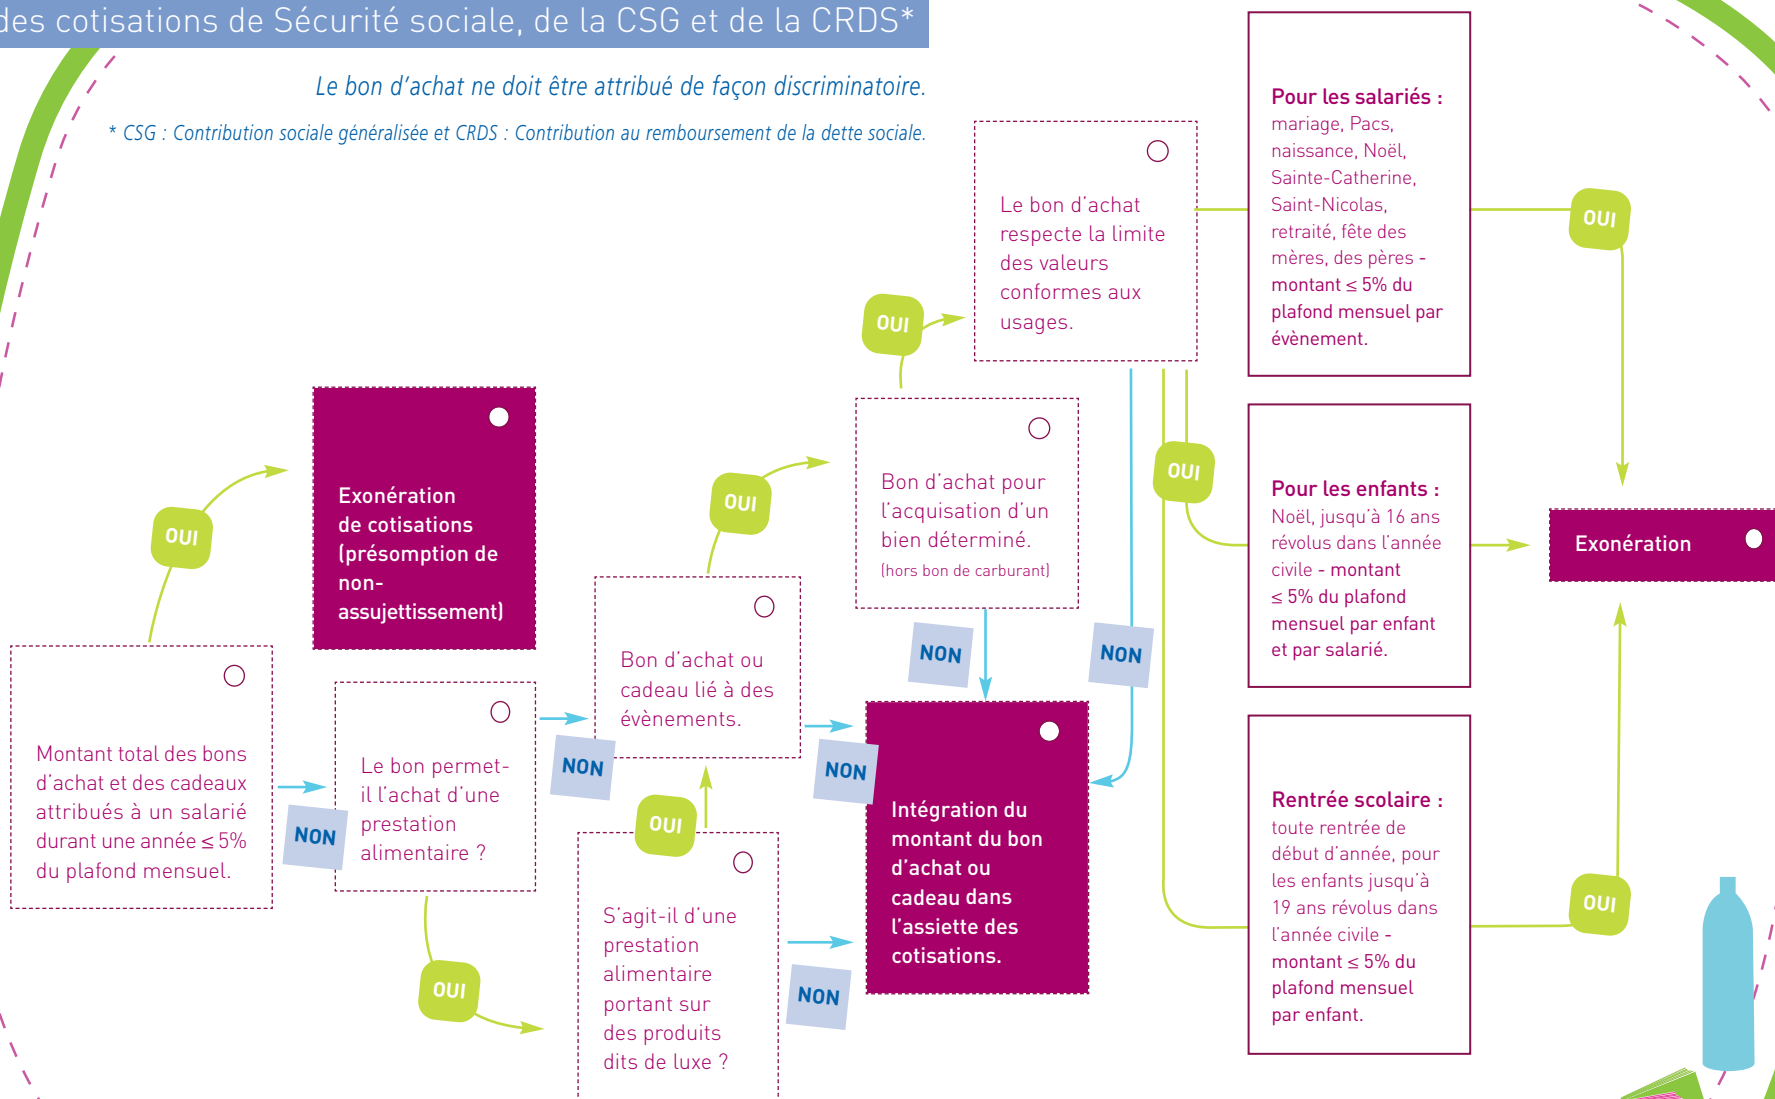 des cotisations de Sécurité sociale, de la CSG et de la CRDS*
Le bon d'achat ne doit être attribué de façon discriminatoire.
* CSG : Contribution sociale généralisée et CRDS : Contribution au remboursement de la dette sociale.
Montant total des bons
d'achat et des cadeaux
attribués à un salarié
durant une année ≤ 5%
du plafond mensuel.
OUI
Exonération
de cotisations
(présomption de
non-
assujettissement)
NON
Le bon permet-
il l'achat d'une
prestation
alimentaire ?
OUI
NON
S'agit-il d'une
prestation
alimentaire
portant sur
des produits
dits de luxe ?
OUI
NON
Bon d'achat ou
cadeau lié à des
évènements.
OUI
NON
Bon d'achat pour
l'acquisation d'un
bien déterminé.
(hors bon de carburant)
OUI
NON
Intégration du
montant du bon
d'achat ou
cadeau dans
l'assiette des
cotisations.
Le bon d'achat
respecte la limite
des valeurs
conformes aux
usages.
NON
OUI
Pour les salariés :
mariage, Pacs,
naissance, Noël,
Sainte-Catherine,
Saint-Nicolas,
retraité, fête des
mères, des pères -
montant ≤ 5% du
plafond mensuel par
évènement.
OUI
Pour les enfants :
Noël, jusqu'à 16 ans
révolus dans l'année
civile - montant
≤ 5% du plafond
mensuel par enfant
et par salarié.
Rentrée scolaire :
toute rentrée de
début d'année, pour
les enfants jusqu'à
19 ans révolus dans
l'année civile -
montant ≤ 5% du
plafond mensuel
par enfant.
OUI
Exonération